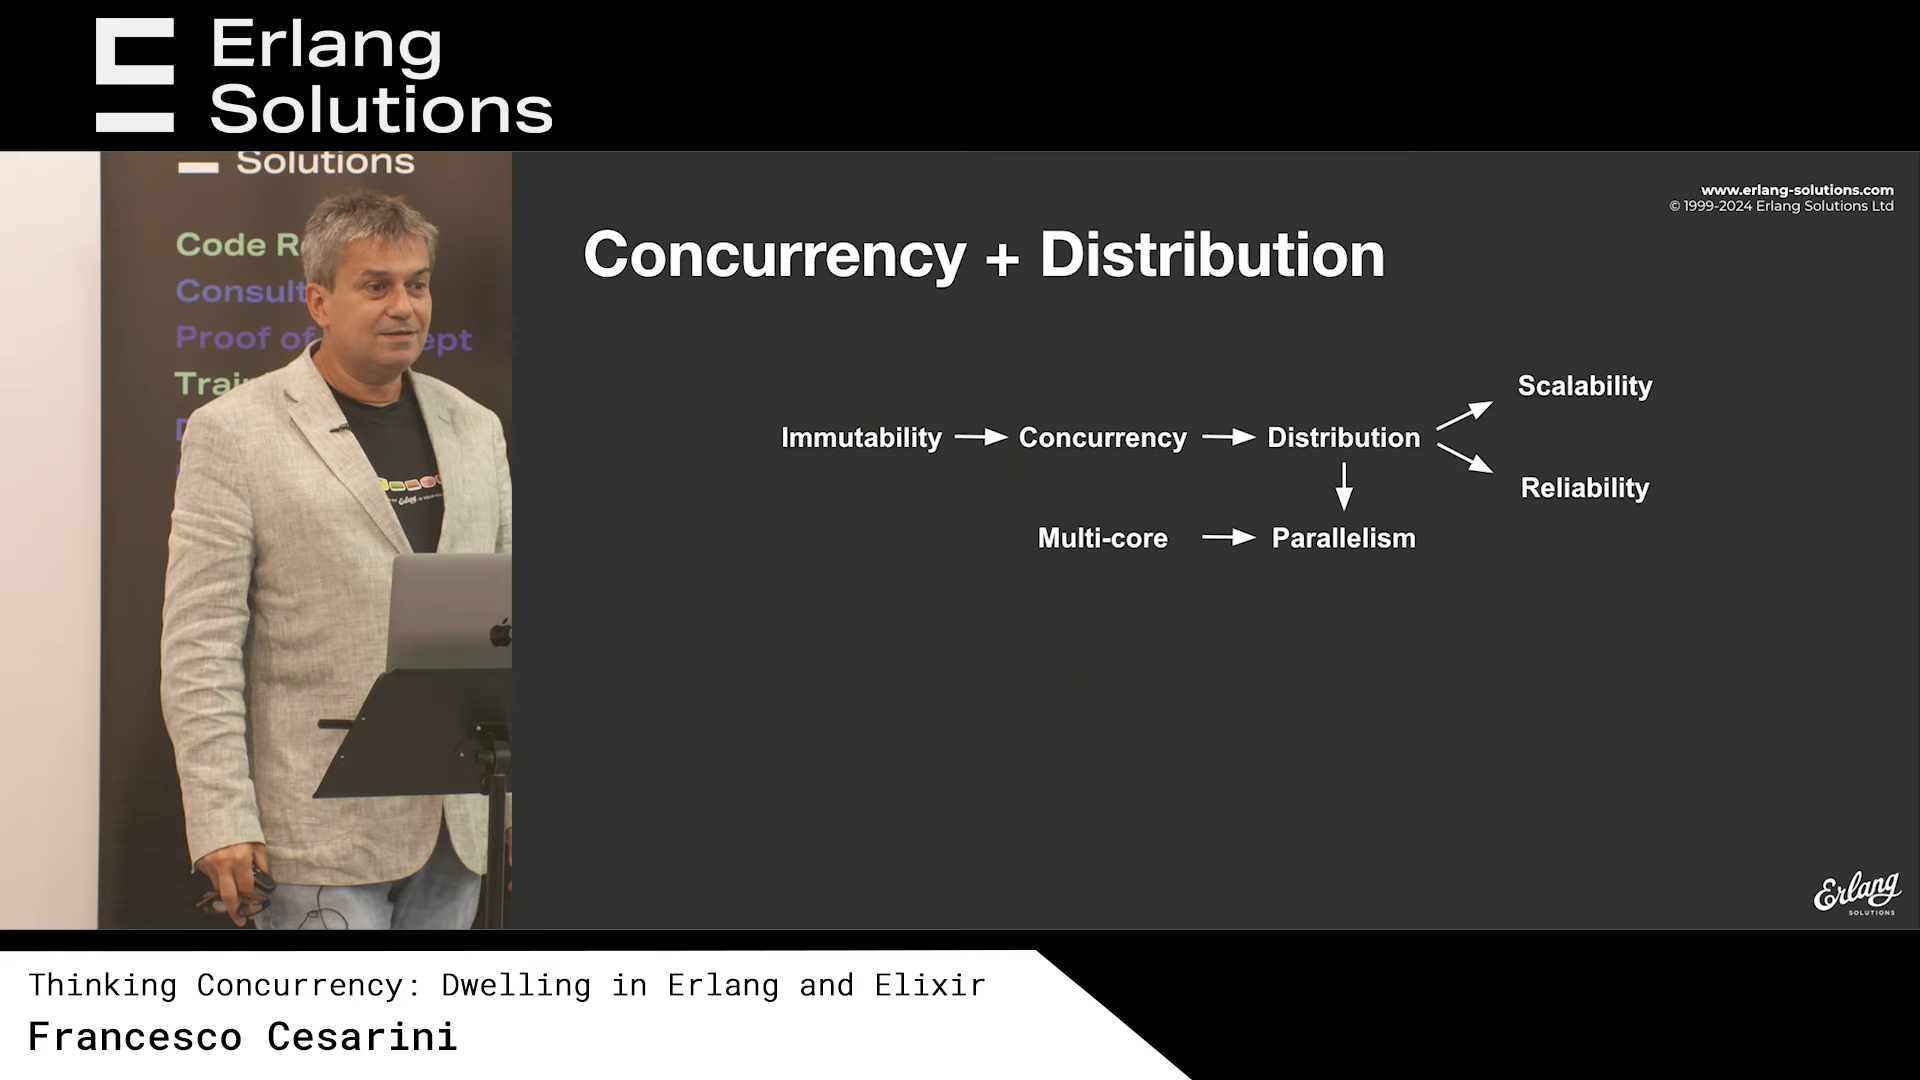 Erlang
Solutions
Solutions
Code R
Consult
Proof of
ept
Trai
www.erlang-solutions.com
© 1999-2024 Erlang Solutions Ltd
Concurrency + Distribution
Scalability
Immutability
Concurrency
Distribution
Reliability
Multi-core
Parallelism
Erlang
SOLUTIONS
Thinking Concurrency: Dwelling in Erlang and Elixir
Francesco Cesarini